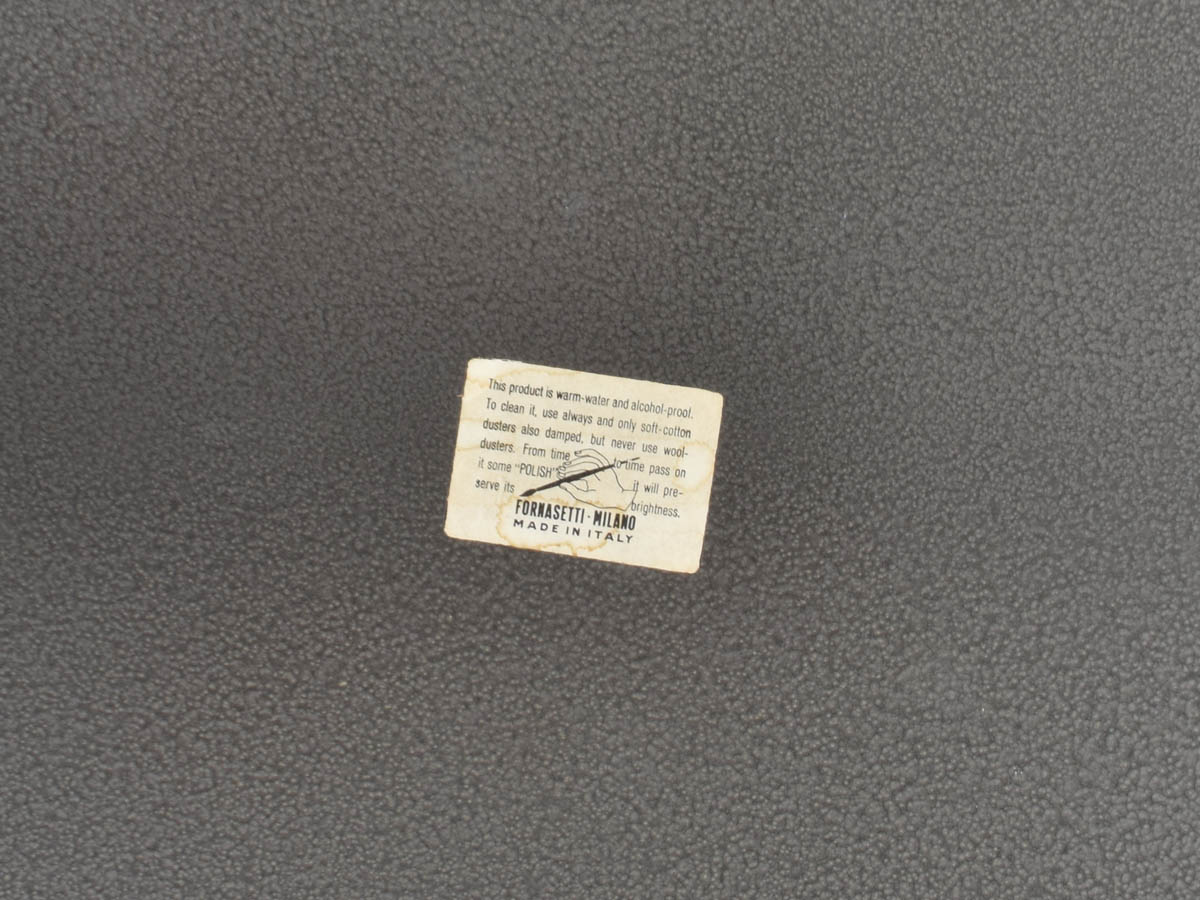 This product is warm-water and alcohol-proof.
To clean it, use always and only soft-cotton
dusters also damped, but never use wool-
dusters. From time to time pass on
it some "POLISH" it will pre-
serve its brightness.
FORNASETTI - MILANO
MADE IN ITALY